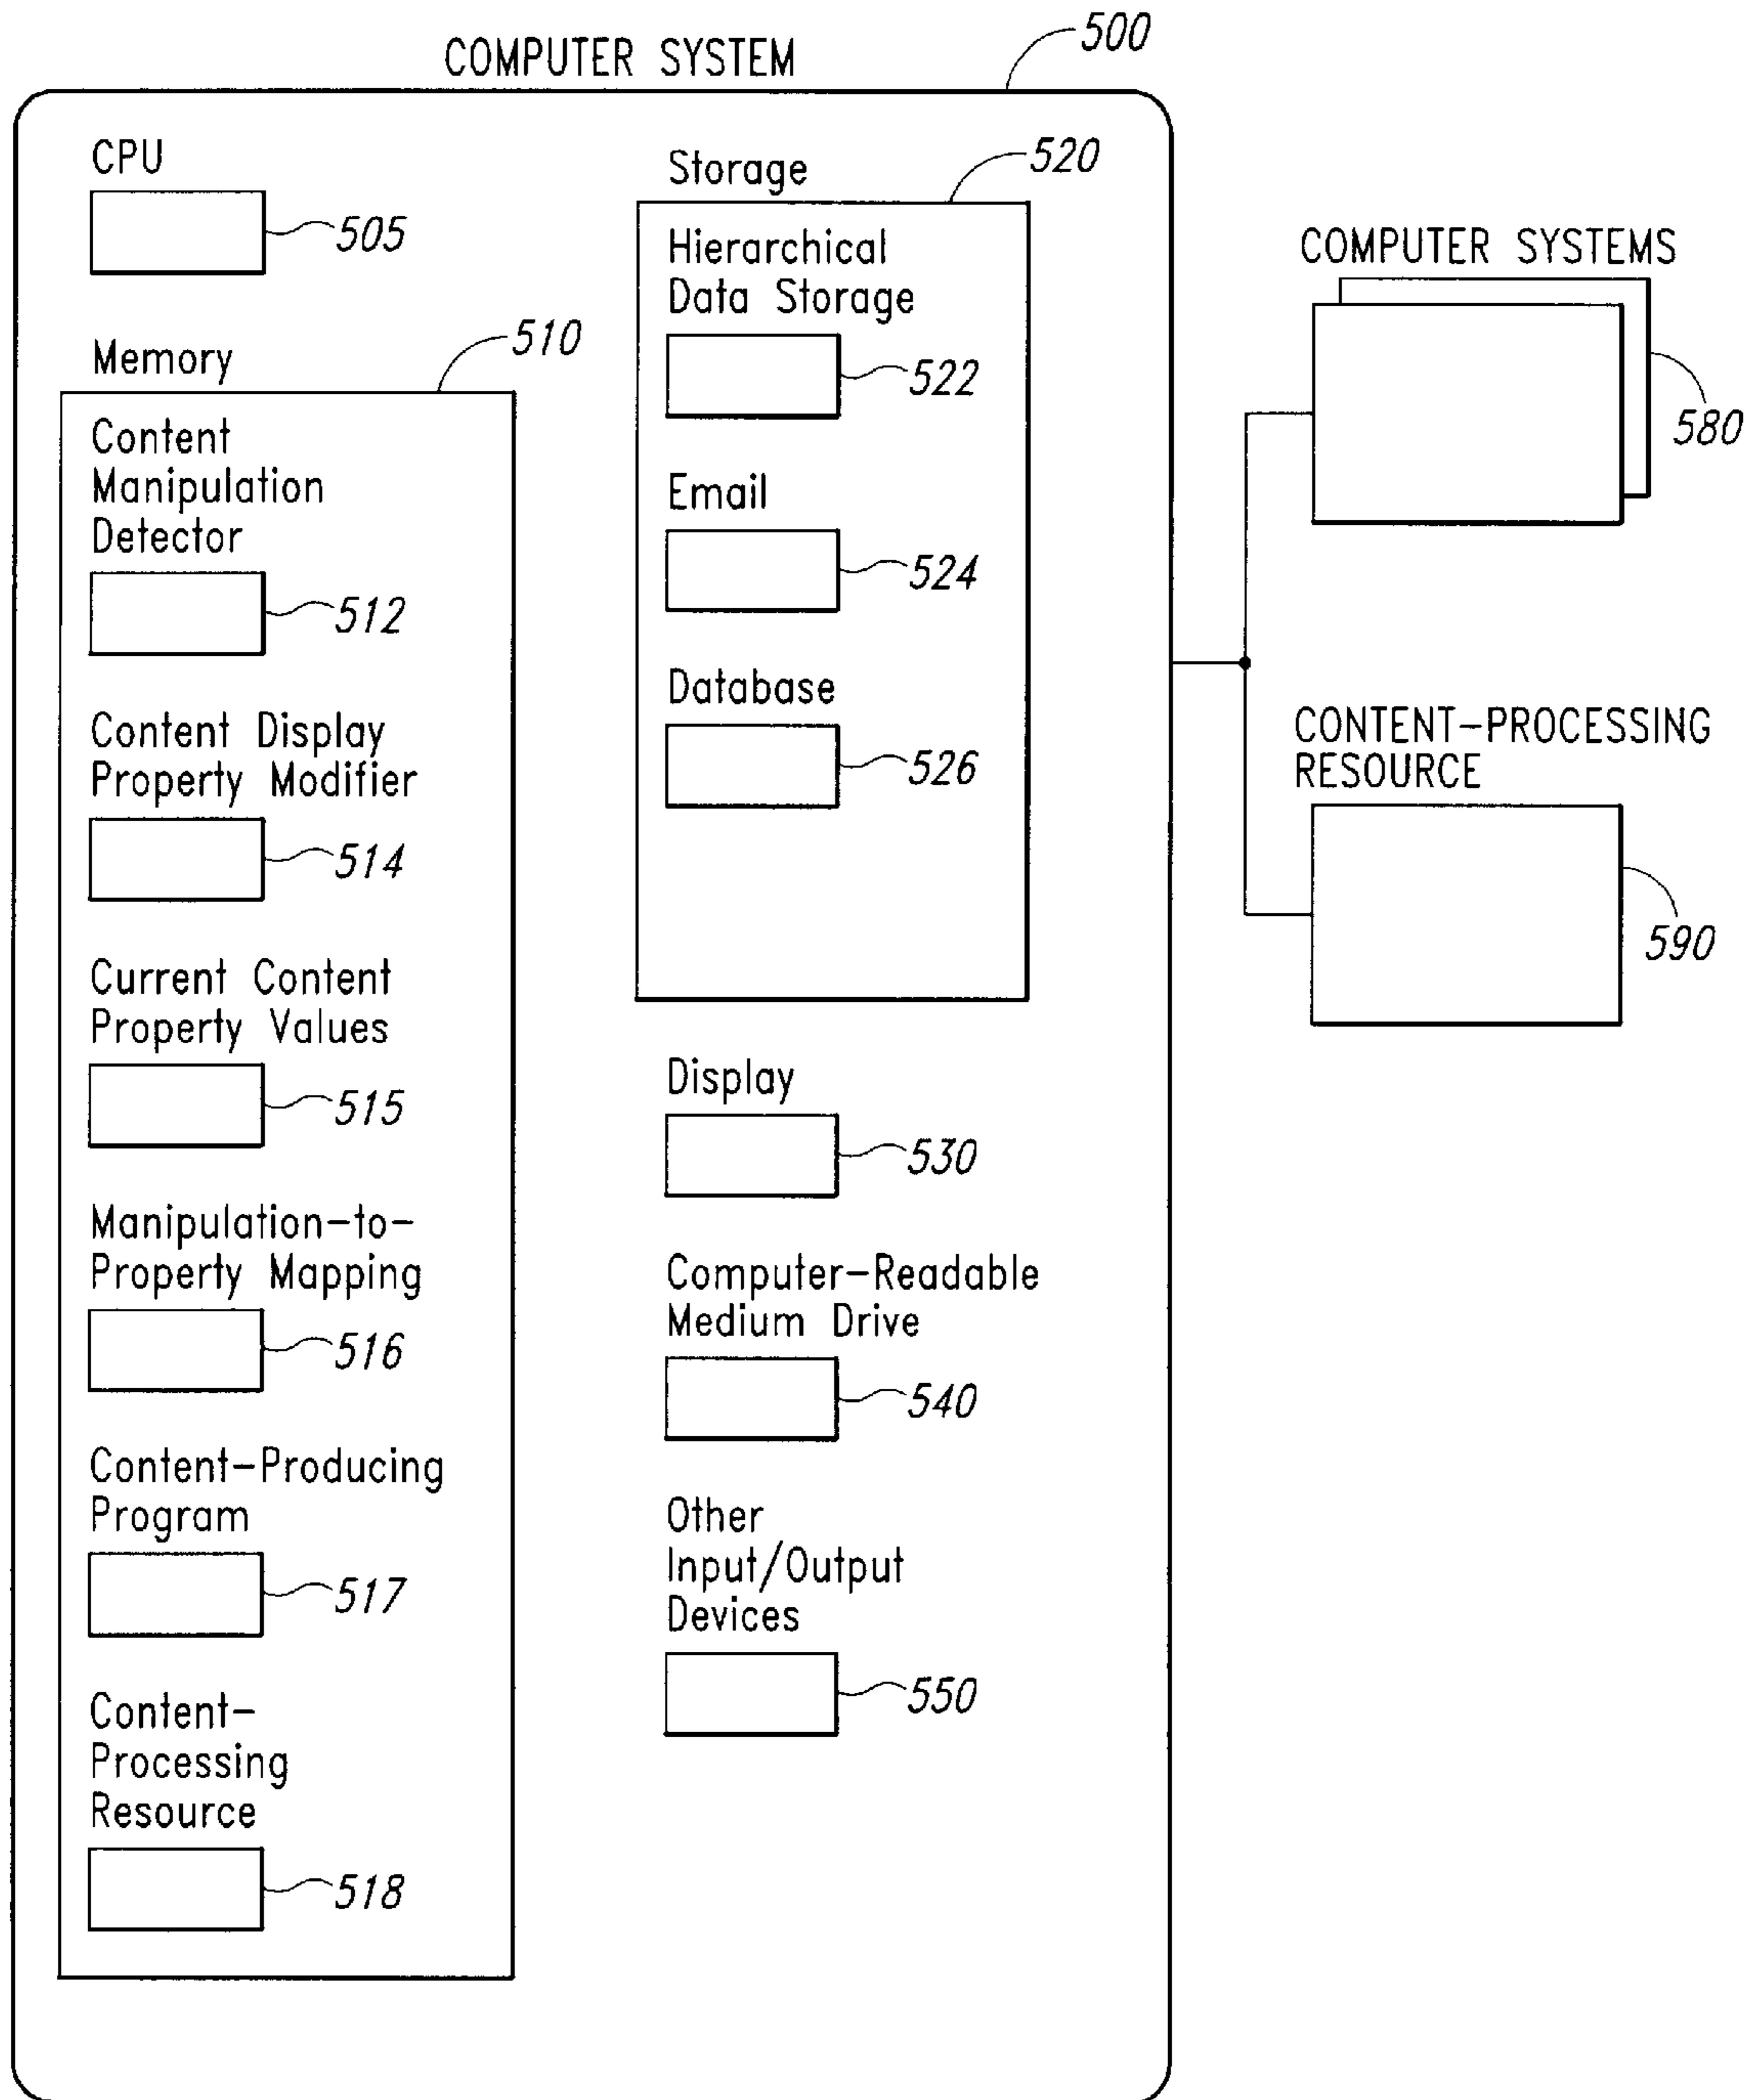 COMPUTER SYSTEM
500
CPU
505
Memory
510
Content
Manipulation
Detector
512
Content Display
Property Modifier
514
Current Content
Property Values
515
Manipulation-to-
Property Mapping
516
Content-Producing
Program
517
Content-
Processing
Resource
518
Storage
520
Hierarchical
Data Storage
522
Email
524
Database
526
Display
530
Computer-Readable
Medium Drive
540
Other
Input/Output
Devices
550
COMPUTER SYSTEMS
580
CONTENT-PROCESSING
RESOURCE
590